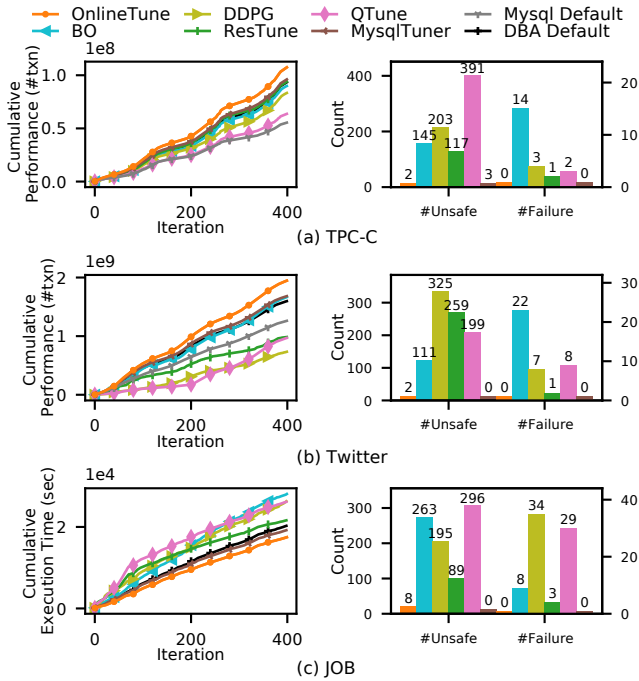 OnlineTune DDPG QTune Mysql Default
BO ResTune MysqlTuner DBA Default
1e8
Cumulative
Performance (#txn)
1.0
0.5
0.0
0 200 400
Iteration
Count
400
200
0
2 145 203 117 391 3 0 14 3 1 2 0
20
10
0
#Unsafe #Failure
(a) TPC-C
1e9
Cumulative
Performance (#txn)
2
1
0
0 200 400
Iteration
Count
300
200
100
0
2 111 325 259 199 0 0 22 7 1 8 0
30
20
10
0
#Unsafe #Failure
(b) Twitter
1e4
Cumulative
Execution Time (sec)
2
0
0 200 400
Iteration
Count
300
200
100
0
8 263 195 89 296 0 0 8 34 3 29 0
40
20
0
#Unsafe #Failure
(c) JOB